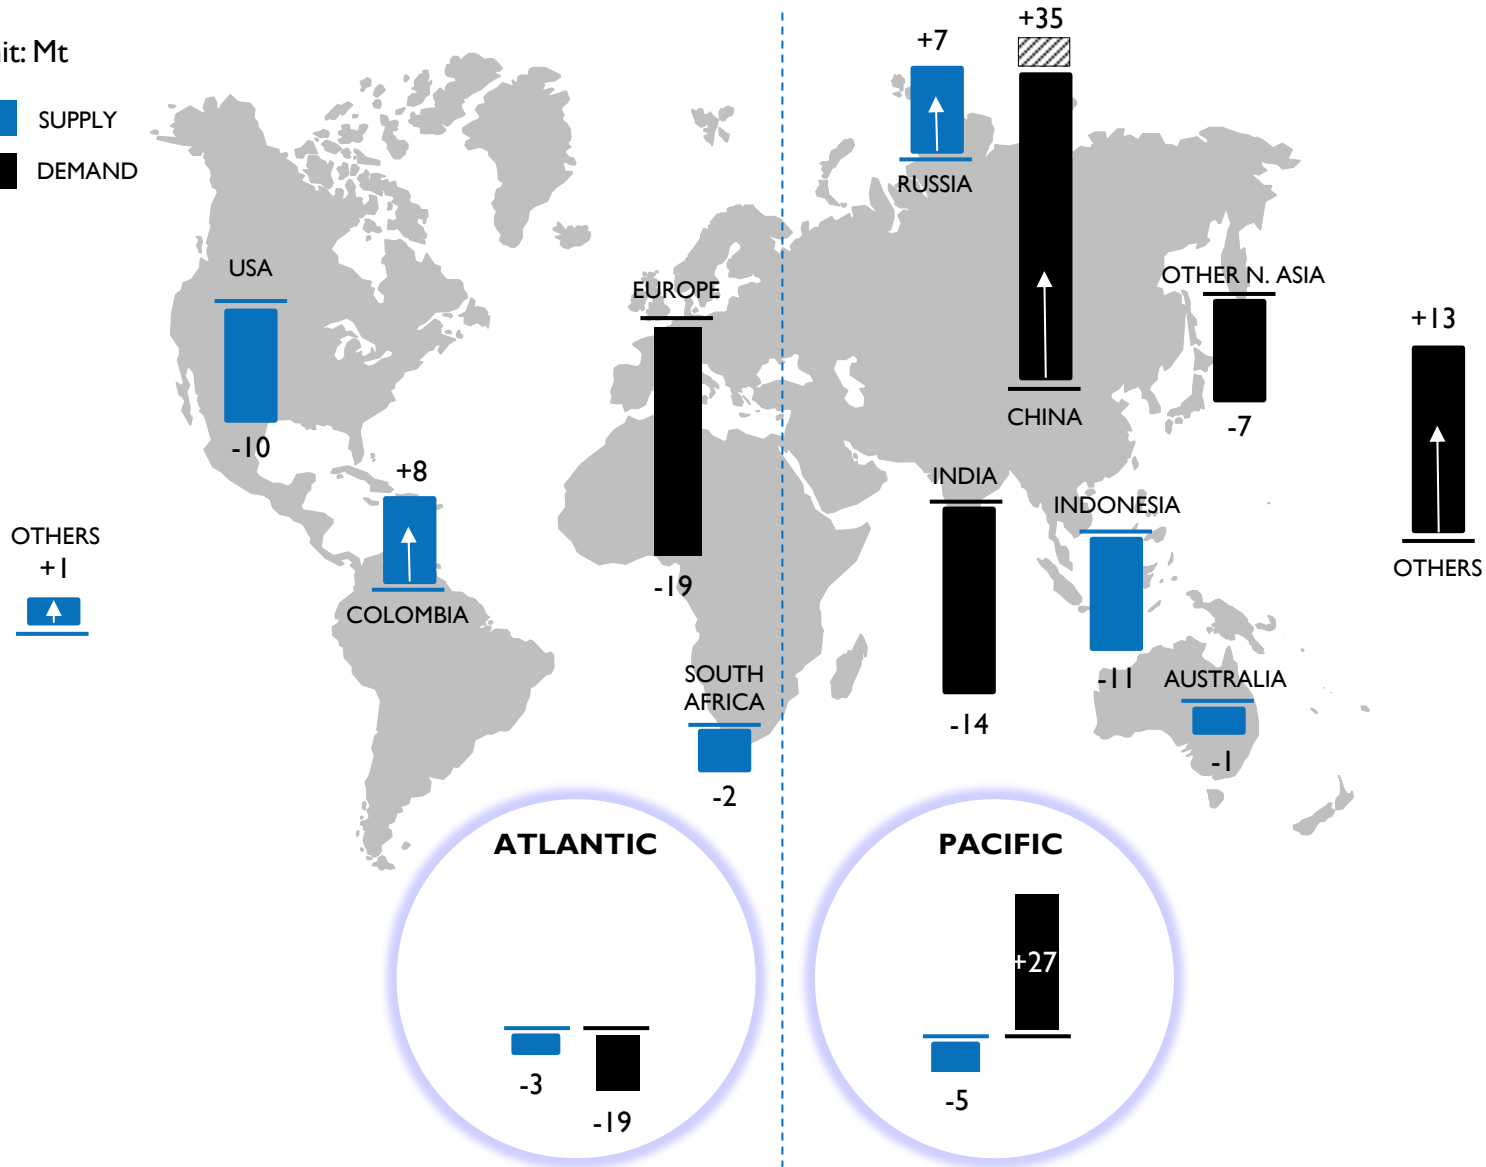 it: Mt
SUPPLY
DEMAND
+7
+35
RUSSIA
USA
-10
EUROPE
-19
CHINA
OTHER N. ASIA
-7
+13
OTHERS
OTHERS
+1
+8
COLOMBIA
INDIA
-14
INDONESIA
-11
AUSTRALIA
-1
SOUTH
AFRICA
-2
ATLANTIC
-3
-19
PACIFIC
+27
-5